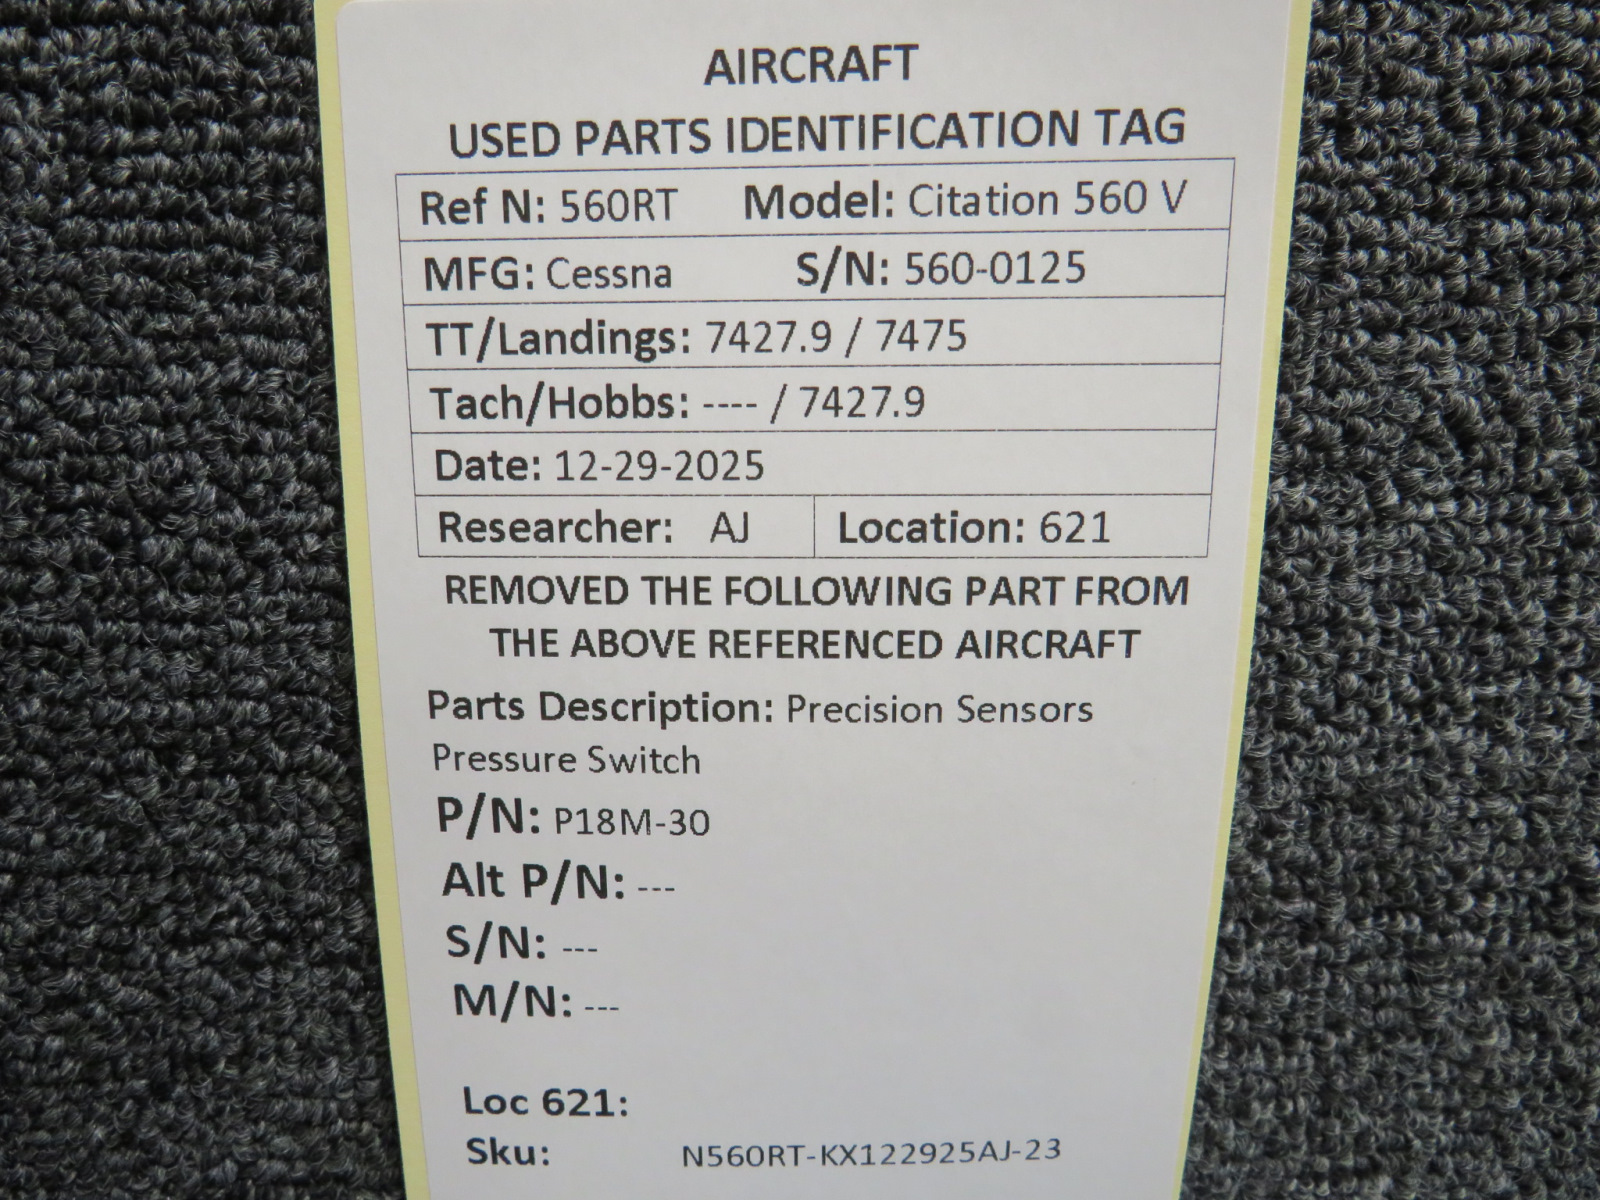 AIRCRAFT
USED PARTS IDENTIFICATION TAG
Ref N: 560RT Model: Citation 560 V
MFG: Cessna S/N: 560-0125
TT/Landings: 7427.9 / 7475
Tach/Hobbs: ---- / 7427.9
Date: 12-29-2025
Researcher: AJ Location: 621
REMOVED THE FOLLOWING PART FROM
THE ABOVE REFERENCED AIRCRAFT
Parts Description: Precision Sensors
Pressure Switch
P/N: P18M-30
Alt P/N: ---
S/N: ---
M/N: ---
Loc 621:
Sku: N560RT-KX122925AJ-23